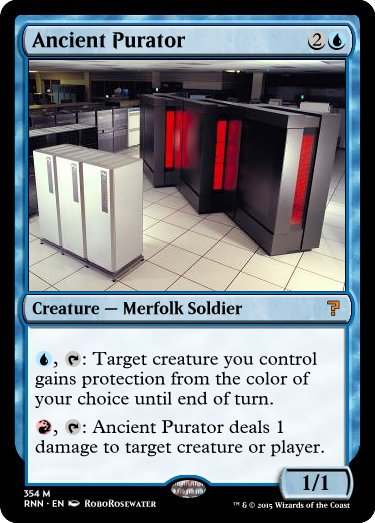 Ancient Purator 2
Creature — Merfolk Soldier
, : Target creature you control
gains protection from the color of
your choice until end of turn.
, : Ancient Purator deals 1
damage to target creature or player.
1/1
354 M
RNN • EN RoboRosewater
™ & © 2015 Wizards of the Coast